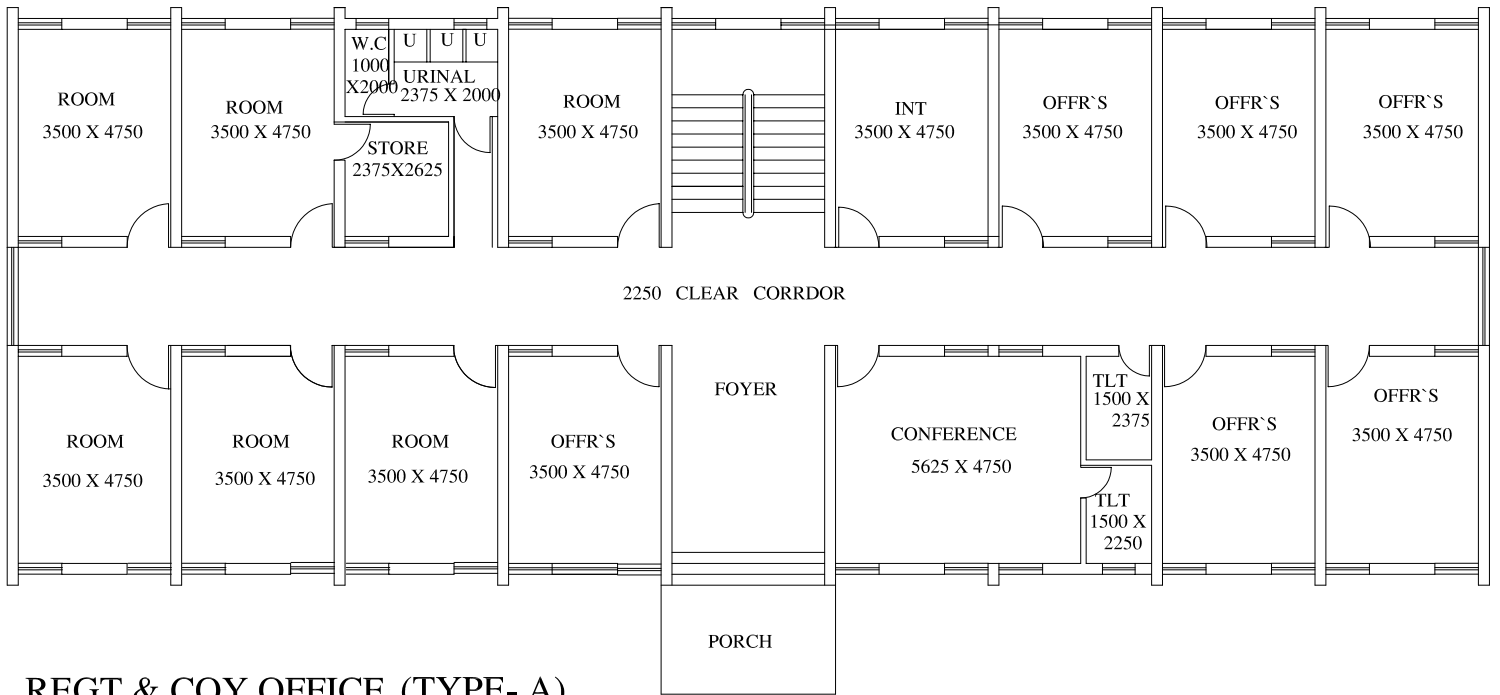 W.C
1000
X2000
U U U
URINAL
2375 X 2000
ROOM
3500 X 4750
ROOM
3500 X 4750
STORE
2375X2625
ROOM
3500 X 4750
INT
3500 X 4750
OFFR`S
3500 X 4750
OFFR`S
3500 X 4750
OFFR`S
3500 X 4750
2250 CLEAR CORRDOR
ROOM
3500 X 4750
ROOM
3500 X 4750
ROOM
3500 X 4750
OFFR`S
3500 X 4750
FOYER
CONFERENCE
5625 X 4750
TLT
1500 X
2375
TLT
1500 X
2250
OFFR`S
3500 X 4750
OFFR`S
3500 X 4750
PORCH
REGT & COY OFFICE (TYPE- A)